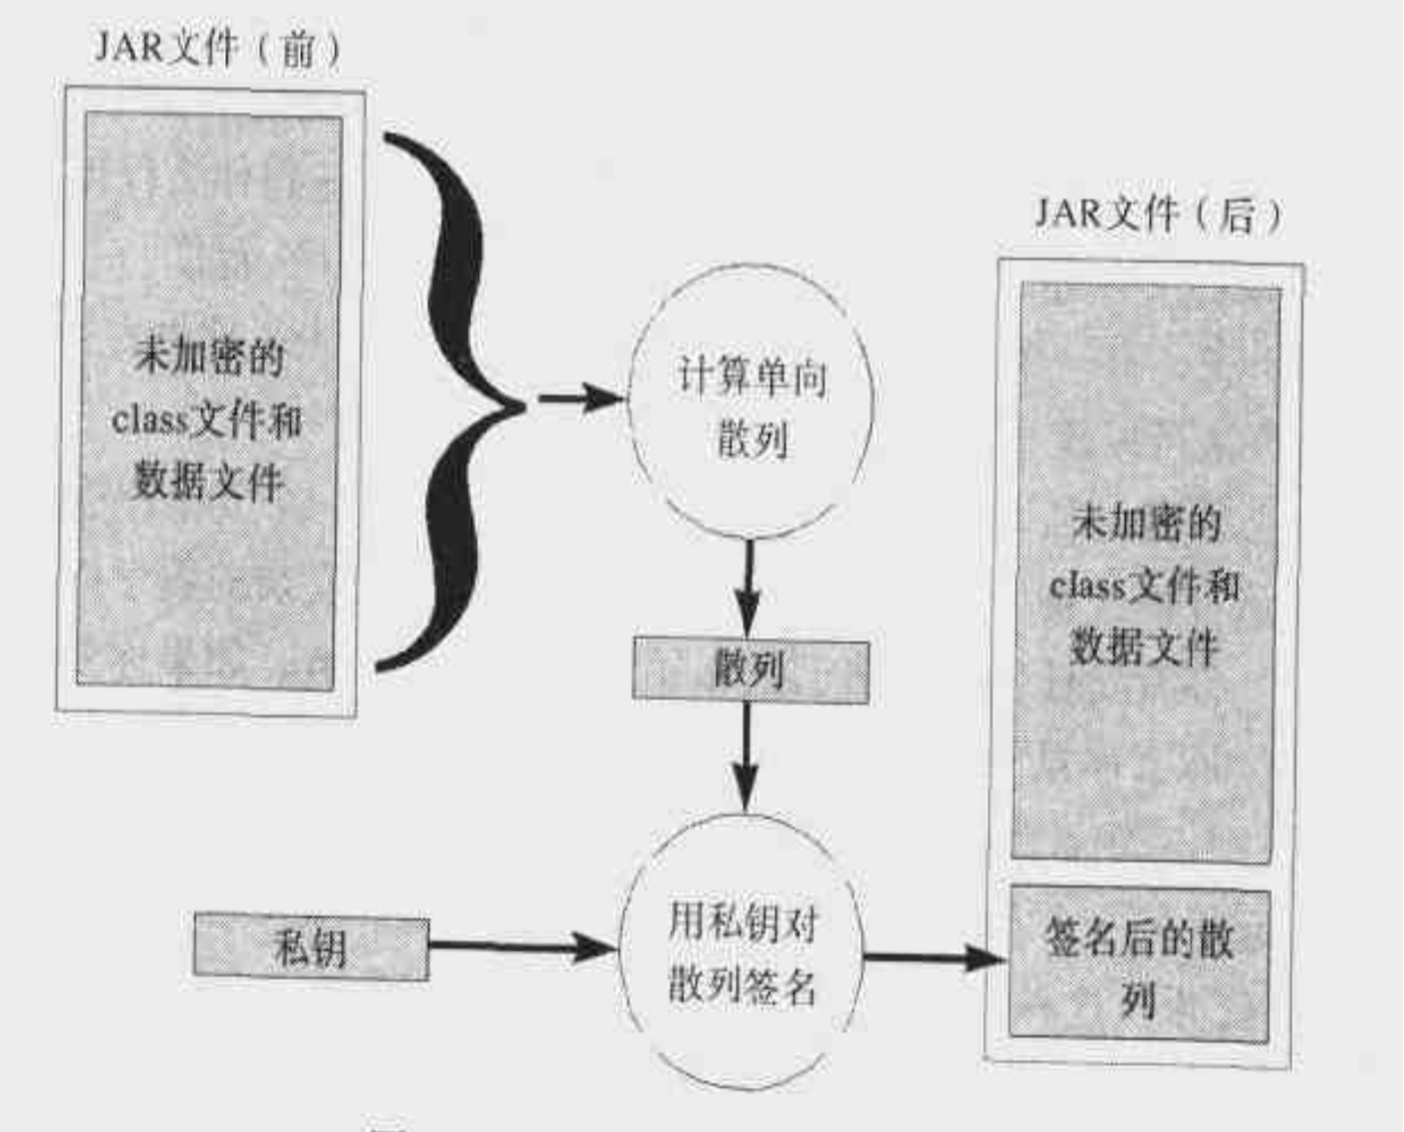 JAR文件（前）
未加密的
class文件和
数据文件
计算单向
散列
散列
私钥
用私钥对
散列签名
JAR文件（后）
未加密的
class文件和
数据文件
签名后的散
列